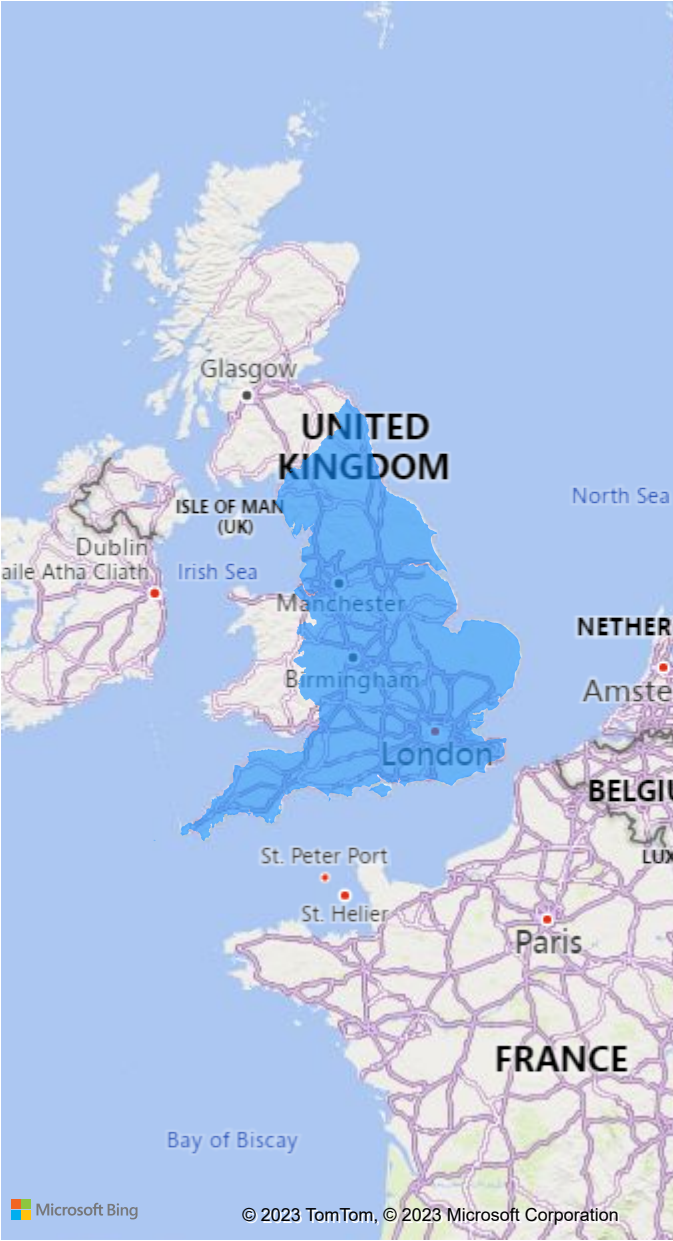 Glasgow
UNITED
KINGDOM
North Sea
ISLE OF MAN
(UK)
Dublin
aile Atha Cliath
Irish Sea
Manchester
NETHER
Birmingham
Amste
London
BELGIU
St. Peter Port
LUX
St. Helier
Paris
FRANCE
Bay of Biscay
Microsoft Bing
© 2023 TomTom, © 2023 Microsoft Corporation